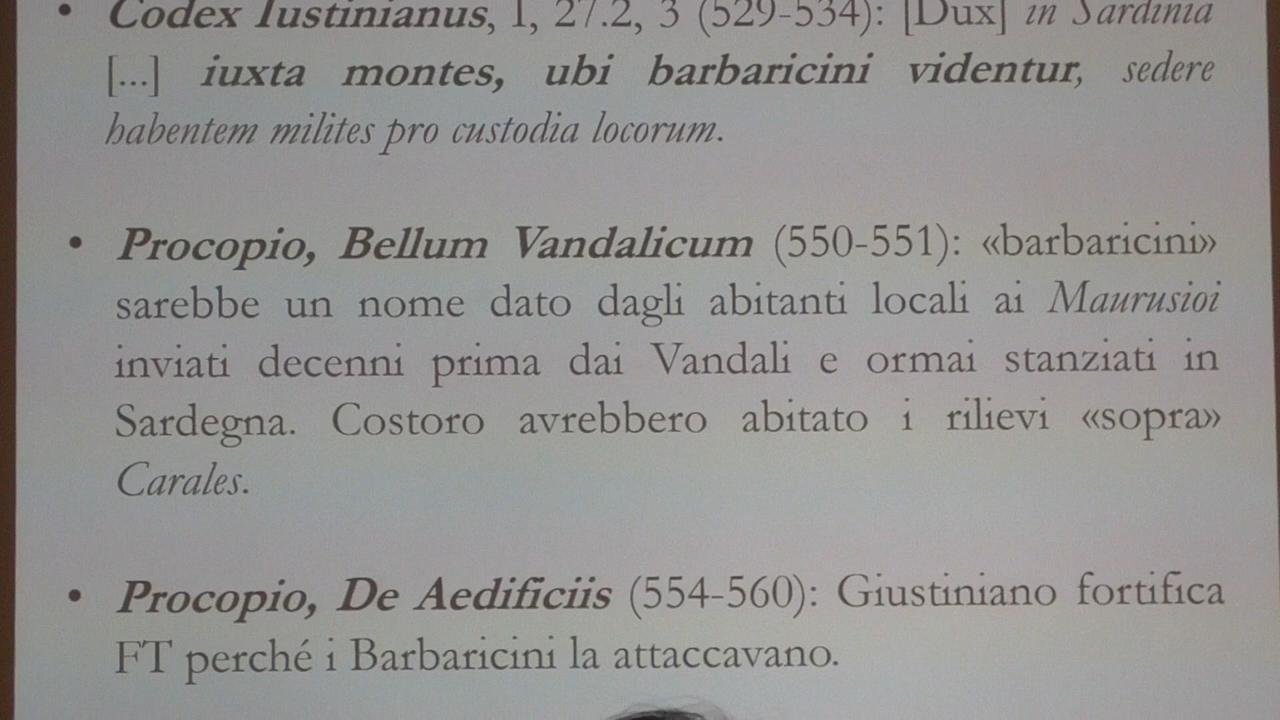 • Codex Iustinianus, I, 27.2, 3 (529-534): [Dux] in Sardinia
[...] iuxta montes, ubi barbaricini videntur, sedere
habentem milites pro custodia locorum.
• Procopio, Bellum Vandalicum (550-551): «barbaricini»
sarebbe un nome dato dagli abitanti locali ai Maurusioi
inviati decenni prima dai Vandali e ormai stanziati in
Sardegna. Costoro avrebbero abitato i rilievi «sopra»
Carales.
• Procopio, De Aedificiis (554-560): Giustiniano fortifica
FT perché i Barbaricini la attaccavano.